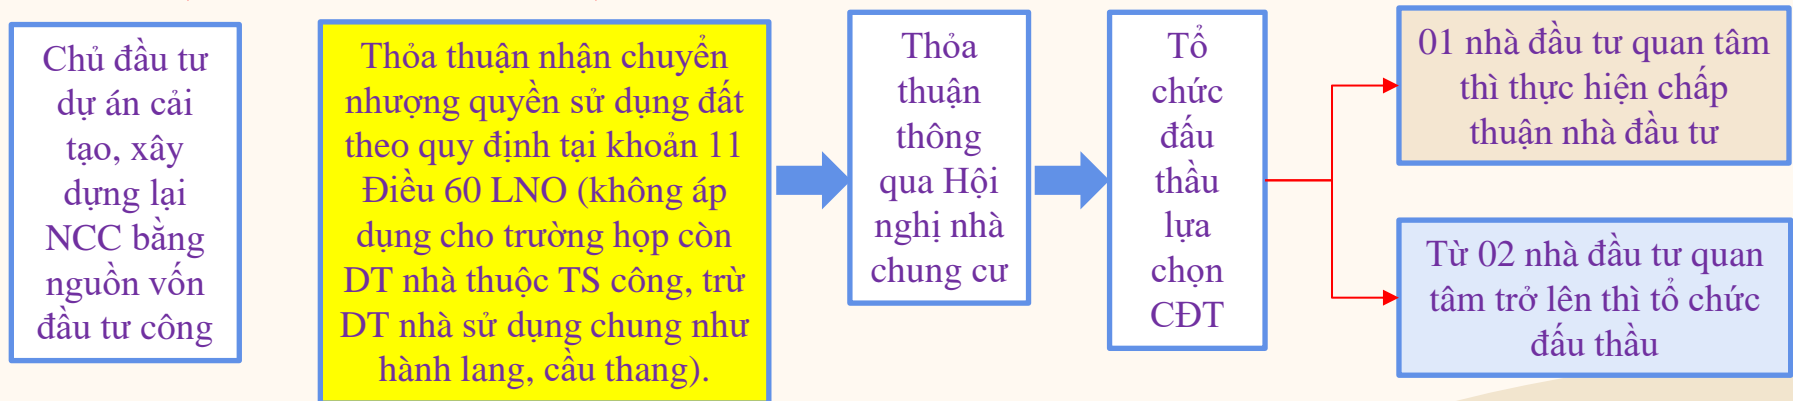 Chủ đầu tư
dự án cải
tạo, xây
dựng lại
NCC bằng
nguồn vốn
đầu tư công
Thỏa thuận nhận chuyển
nhượng quyền sử dụng đất
theo quy định tại khoản 11
Điều 60 LNO (không áp
dụng cho trường họp còn
DT nhà thuộc TS công, trừ
DT nhà sử dụng chung như
hành lang, cầu thang).
Thỏa
thuận
thông
qua Hội
nghị nhà
chung cư
Tổ
chức
đấu
thầu
lựa
chọn
CĐT
01 nhà đầu tư quan tâm
thì thực hiện chấp
thuận nhà đầu tư
Từ 02 nhà đầu tư quan
tâm trở lên thì tổ chức
đấu thầu